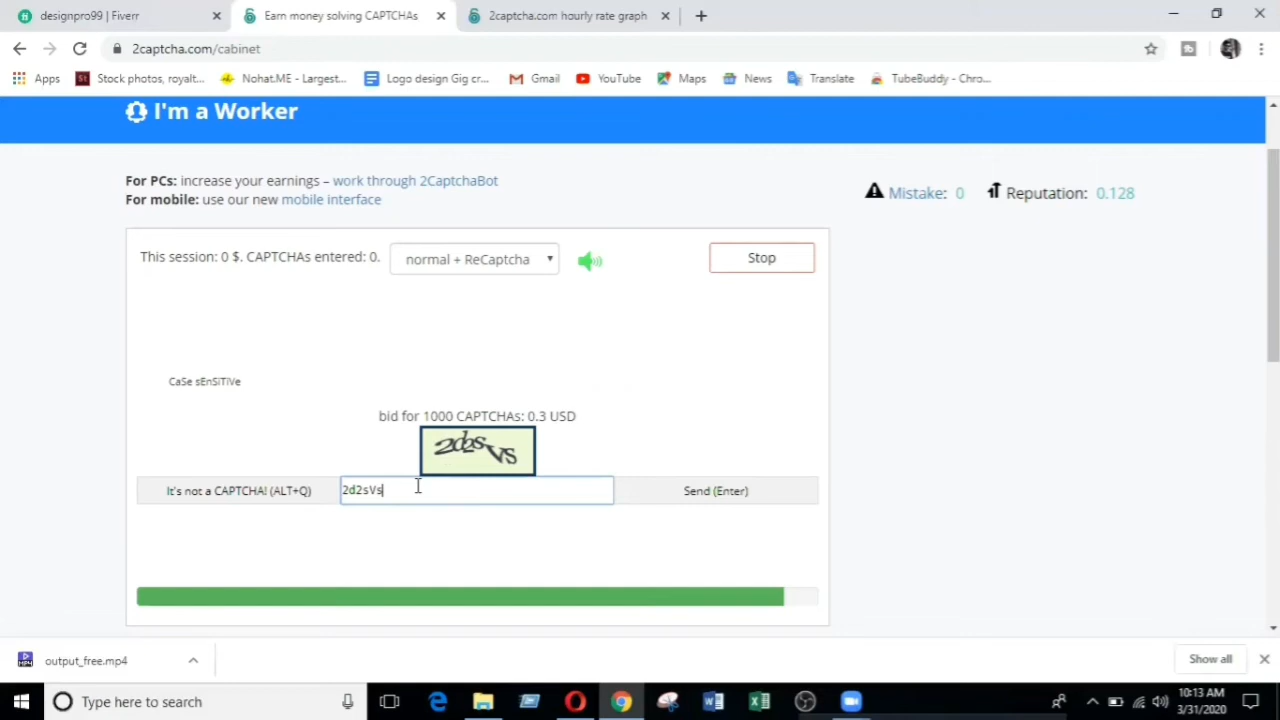 designpro99 | Fiverr
Earn money solving CAPTCHAs
2captcha.com hourly rate graph
2captcha.com/cabinet
Apps
St
Stock photos, royalt...
Nohat.ME - Largest...
Logo design Gig cr...
Gmail
YouTube
Maps
News
Translate
TubeBuddy - Chro...
I'm a Worker
For PCs: increase your earnings – work through 2CaptchaBot
For mobile: use our new mobile interface
Mistake: 0
Reputation: 0.128
This session: 0 $. CAPTCHAs entered: 0.
normal + ReCaptcha
Stop
CaSe sEnSiTiVe
bid for 1000 CAPTCHAs: 0.3 USD
2d2sVS
It's not a CAPTCHA! (ALT+Q)
2d2sVs
Send (Enter)
output_free.mp4
Show all
Type here to search
10:13 AM
3/31/2020